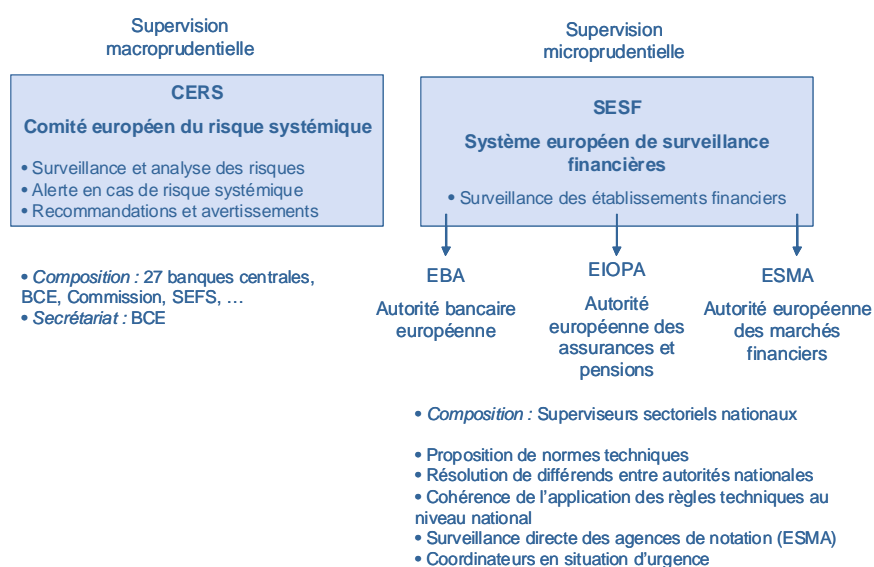 Supervision
macroprudentielle
CERS
Comité européen du risque systémique
• Surveillance et analyse des risques
• Alerte en cas de risque systémique
• Recommandations et avertissements
• Composition : 27 banques centrales,
BCE, Commission, SEFS, …
• Secrétariat : BCE
Supervision
microprudentielle
SESF
Système européen de surveillance
financières
• Surveillance des établissements financiers
EBA
Autorité bancaire
européenne
EIOPA
Autorité
européenne des
assurances et
pensions
ESMA
Autorité européenne
des marchés
financiers
• Composition : Superviseurs sectoriels nationaux
• Proposition de normes techniques
• Résolution de différends entre autorités nationales
• Cohérence de l’application des règles techniques au
niveau national
• Surveillance directe des agences de notation (ESMA)
• Coordinateurs en situation d’urgence